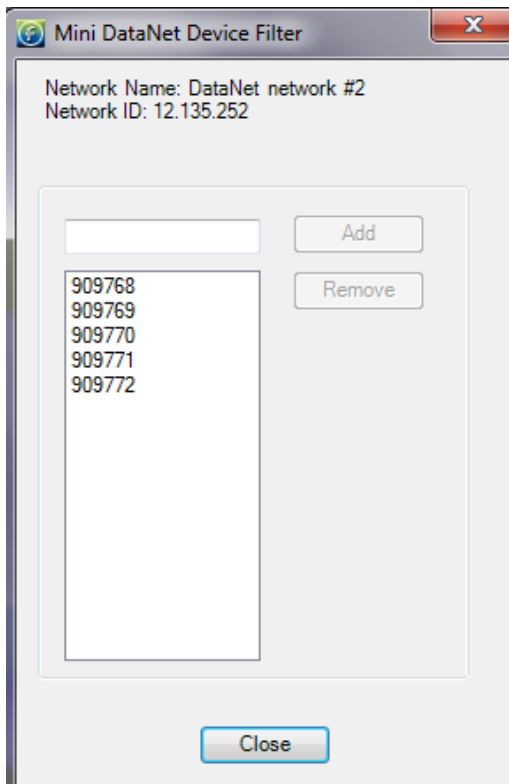 Mini DataNet Device Filter
Network Name: DataNet network #2
Network ID: 12.135.252
Add
909768
909769
909770
909771
909772
Remove
Close